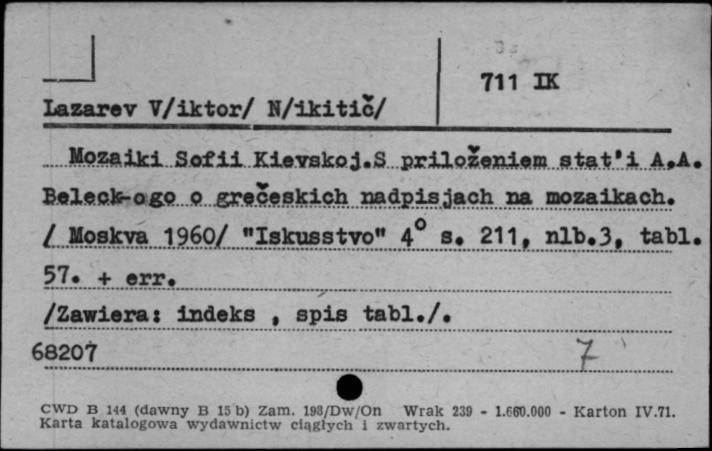 711 IK
Lazarev V/iktor/ N/ikitič/
Mozaiki Sofii Kievskoj.S priloženiem stat'i A.A.
Beleck-ogo o grečeskich nadpisjach na mozaikach.
/ Moskva 1960/ "Iskusstvo" 4° s. 211, nlb.3, tabl.
57. + err.
/Zawiera: indeks , spis tabl./.
68207 7
CWD B 144 (dawny B 15 b) Zam. 198/Dw/On Wrak 239 - 1.660.000 - Karton IV.71.
Karta katalogowa wydawnictw ciągłych i zwartych.